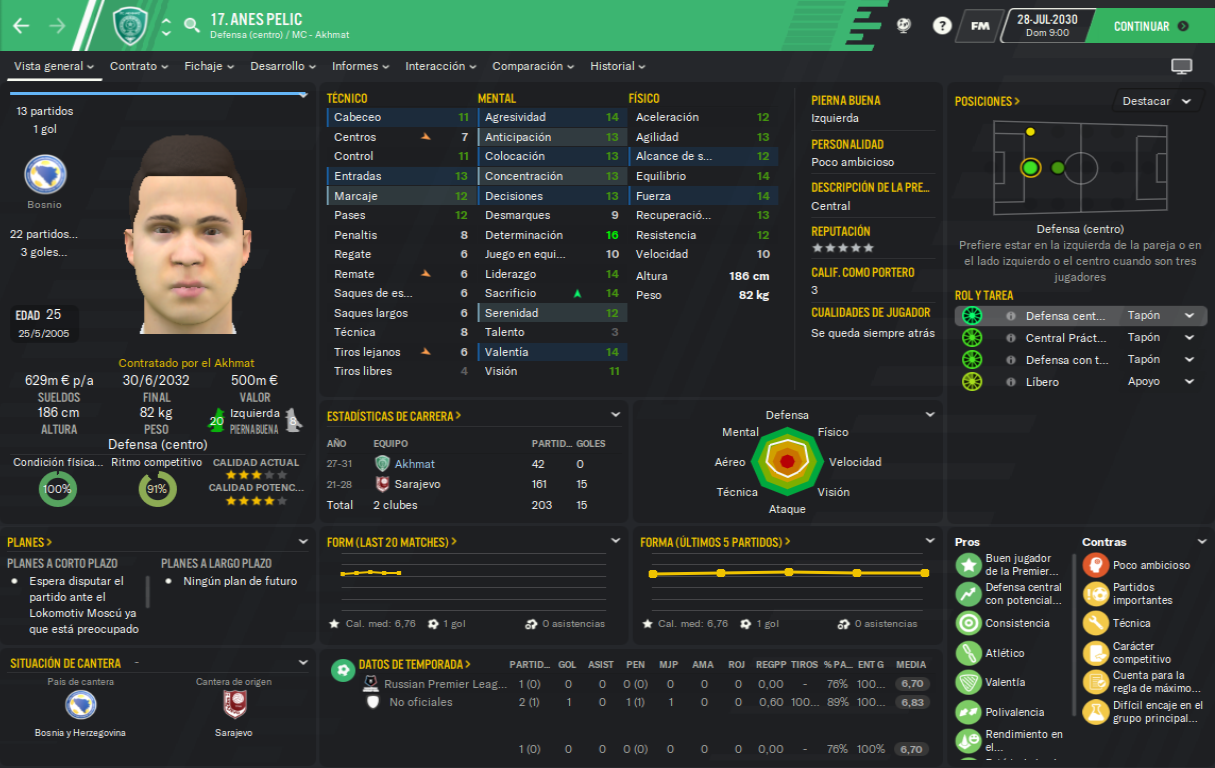 17. ANES PELIC
Defensa (centro) / MC - Akhmat
?
FM
28-JUL-2030
Dom 9:00
CONTINUAR
Vista general
Contrato
Fichaje
Desarrollo
Informes
Interacción
Comparación
Historial
13 partidos
1 gol
Bosnio
22 partidos...
3 goles...
EDAD 25
25/5/2005
Contratado por el Akhmat
629m € p/a
30/6/2032
500m €
SUELDOS
FINAL
VALOR
186 cm
82 kg
20
Izquierda
8
ALTURA
PESO
PIERNA BUENA
Defensa (centro)
Condición física...
Ritmo competitivo
CALIDAD ACTUAL
100%
91%
CALIDAD POTENC...
TÉCNICO
Cabeceo 11
Centros 7
Control 11
Entradas 13
Marcaje 12
Pases 12
Penaltis 8
Regate 6
Remate 6
Saques de es... 6
Saques largos 6
Técnica 8
Tiros lejanos 6
Tiros libres 4
MENTAL
Agresividad 14
Anticipación 13
Colocación 13
Concentración 13
Decisiones 13
Desmarques 9
Determinación 16
Juego en equi... 10
Liderazgo 14
Sacrificio 14
Serenidad 12
Talento 3
Valentía 14
Visión 11
FÍSICO
Aceleración 12
Agilidad 13
Alcance de s... 12
Equilibrio 14
Fuerza 14
Recuperació... 13
Resistencia 12
Velocidad 10
Altura 186 cm
Peso 82 kg
PIERNA BUENA
Izquierda
PERSONALIDAD
Poco ambicioso
DESCRIPCIÓN DE LA PRE...
Central
REPUTACIÓN
CALIF. COMO PORTERO
3
CUALIDADES DE JUGADOR
Se queda siempre atrás
POSICIONES >
Destacar
Defensa (centro)
Prefiere estar en la izquierda de la pareja o en
el lado izquierdo o el centro cuando son tres
jugadores
ROL Y TAREA
Defensa cent... Tapón
Central Práct... Tapón
Defensa con t... Tapón
Líbero Apoyo
ESTADÍSTICAS DE CARRERA >
AÑO EQUIPO PARTID... GOLES
27-31 Akhmat 42 0
21-28 Sarajevo 161 15
Total 2 clubes 203 15
Defensa
Mental
Físico
Aéreo
Velocidad
Técnica
Visión
Ataque
PLANES >
PLANES A CORTO PLAZO
Espera disputar el
partido ante el
Lokomotiv Moscú ya
que está preocupado
PLANES A LARGO PLAZO
Ningún plan de futuro
FORM (LAST 20 MATCHES) >
Cal. med: 6,76 1 gol 0 asistencias
FORMA (ÚLTIMOS 5 PARTIDOS) >
Cal. med: 6,76 1 gol 0 asistencias
Pros
Buen jugador
de la Premier...
Defensa central
con potencial...
Consistencia
Atlético
Valentía
Polivalencia
Rendimiento en
el...
Contras
Poco ambicioso
Partidos
importantes
Técnica
Carácter
competitivo
Cuenta para la
regla de máximo...
Difícil encaje en el
grupo principal...
SITUACIÓN DE CANTERA -
País de cantera
Bosnia y Herzegovina
Cantera de origen
Sarajevo
DATOS DE TEMPORADA >
PARTID... GOL ASIST PEN MJP AMA ROJ REGPP TIROS % PA... ENT G MEDIA
Russian Premier Leag... 1 (0) 0 0 0 (0) 0 0 0 0,00 - 76% 100... 6,70
No oficiales 2 (1) 1 0 1 (1) 1 0 0 0,60 100... 89% 100... 6,83
1 (0) 0 0 0 (0) 0 0 0 0,00 - 76% 100% 6,70